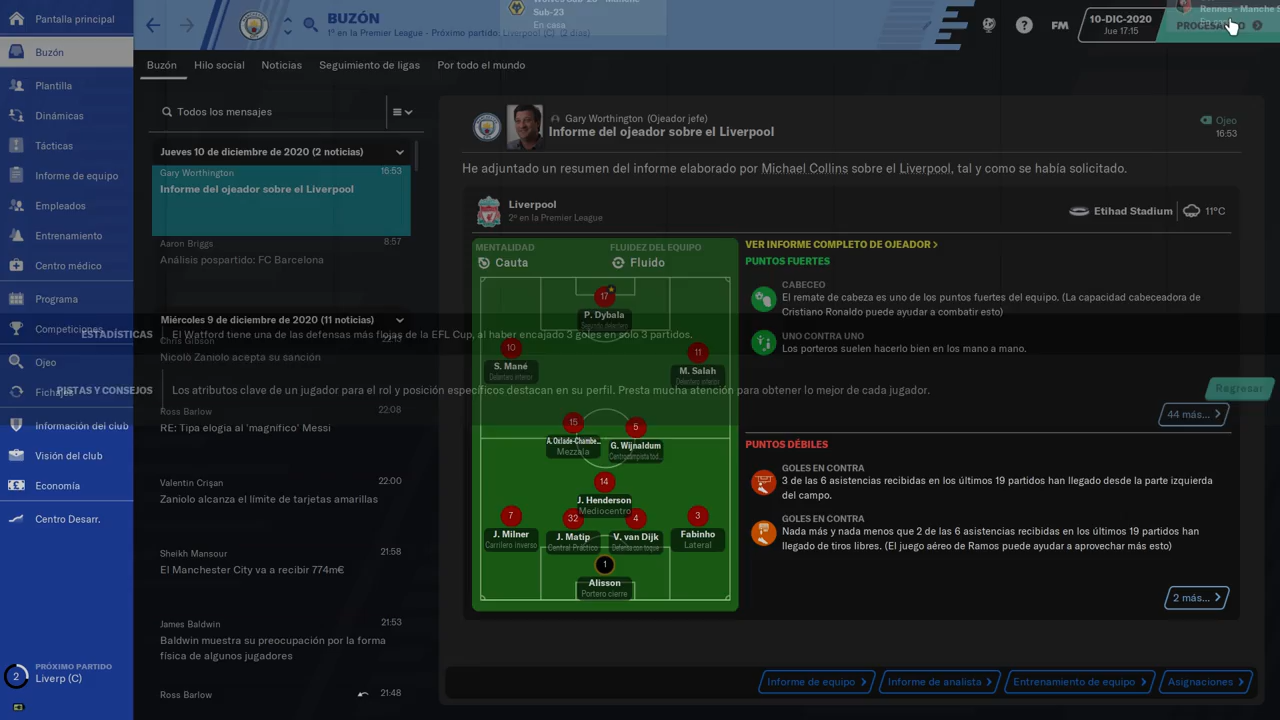 Pantalla principal
Buzón
Plantilla
Dinámicas
Tácticas
Informe de equipo
Empleados
Entrenamiento
Centro médico
Programa
Competiciones
Ojeo
Fichajes
Información del club
Visión del club
Economía
Centro Desarr.
PRÓXIMO PARTIDO
2
Liverp (C)
BUZÓN
1º en la Premier League - Próximo partido: Liverpool (C) (2 días)
Sub-23
En casa
FM
10-DIC-2020
Jue 17:15
Rennes - Manche S
PROCESANDO
Buzón
Hilo social
Noticias
Seguimiento de ligas
Por todo el mundo
Todos los mensajes
Jueves 10 de diciembre de 2020 (2 noticias)
Gary Worthington
16:53
Informe del ojeador sobre el Liverpool
Aaron Briggs
8:57
Análisis pospartido: FC Barcelona
Miércoles 9 de diciembre de 2020 (11 noticias)
ESTADÍSTICAS
El Watford tiene una de las defensas más flojas de la EFL Cup, al haber encajado 3 goles en solo 3 partidos.
Chris Gibson
Nicolò Zaniolo acepta su sanción
PISTAS Y CONSEJOS
Los atributos clave de un jugador para el rol y posición específicos destacan en su perfil. Presta mucha atención para obtener lo mejor de cada jugador.
Regresar
Ross Barlow
22:08
RE: Tipa elogia al 'magnífico' Messi
Valentin Crişan
22:00
Zaniolo alcanza el límite de tarjetas amarillas
Sheikh Mansour
21:58
El Manchester City va a recibir 774m€
James Baldwin
21:53
Baldwin muestra su preocupación por la forma
física de algunos jugadores
Ross Barlow
21:48
Gary Worthington (Ojeador jefe)
Informe del ojeador sobre el Liverpool
Ojeo
16:53
He adjuntado un resumen del informe elaborado por Michael Collins sobre el Liverpool, tal y como se había solicitado.
Liverpool
2º en la Premier League
Etihad Stadium
11°C
MENTALIDAD
Cauta
FLUIDEZ DEL EQUIPO
Fluido
17
P. Dybala
10
S. Mané
Delantero interior
11
M. Salah
Delantero interior
15
A. Oxlade-Chambe...
Mezzala
5
G. Wijnaldum
Centrocampista tod...
14
J. Henderson
Mediocentro
7
J. Milner
Carrilero inverso
32
J. Matip
Central Práctico
4
V. van Dijk
Defensa con toque
3
Fabinho
Lateral
1
Alisson
Portero cierre
VER INFORME COMPLETO DE OJEADOR >
PUNTOS FUERTES
CABECEO
El remate de cabeza es uno de los puntos fuertes del equipo. (La capacidad cabeceadora de
Cristiano Ronaldo puede ayudar a combatir esto)
UNO CONTRA UNO
Los porteros suelen hacerlo bien en los mano a mano.
44 más...
PUNTOS DÉBILES
GOLES EN CONTRA
3 de las 6 asistencias recibidas en los últimos 19 partidos han llegado desde la parte izquierda
del campo.
GOLES EN CONTRA
Nada más y nada menos que 2 de las 6 asistencias recibidas en los últimos 19 partidos han
llegado de tiros libres. (El juego aéreo de Ramos puede ayudar a aprovechar más esto)
2 más...
Informe de equipo
Informe de analista
Entrenamiento de equipo
Asignaciones